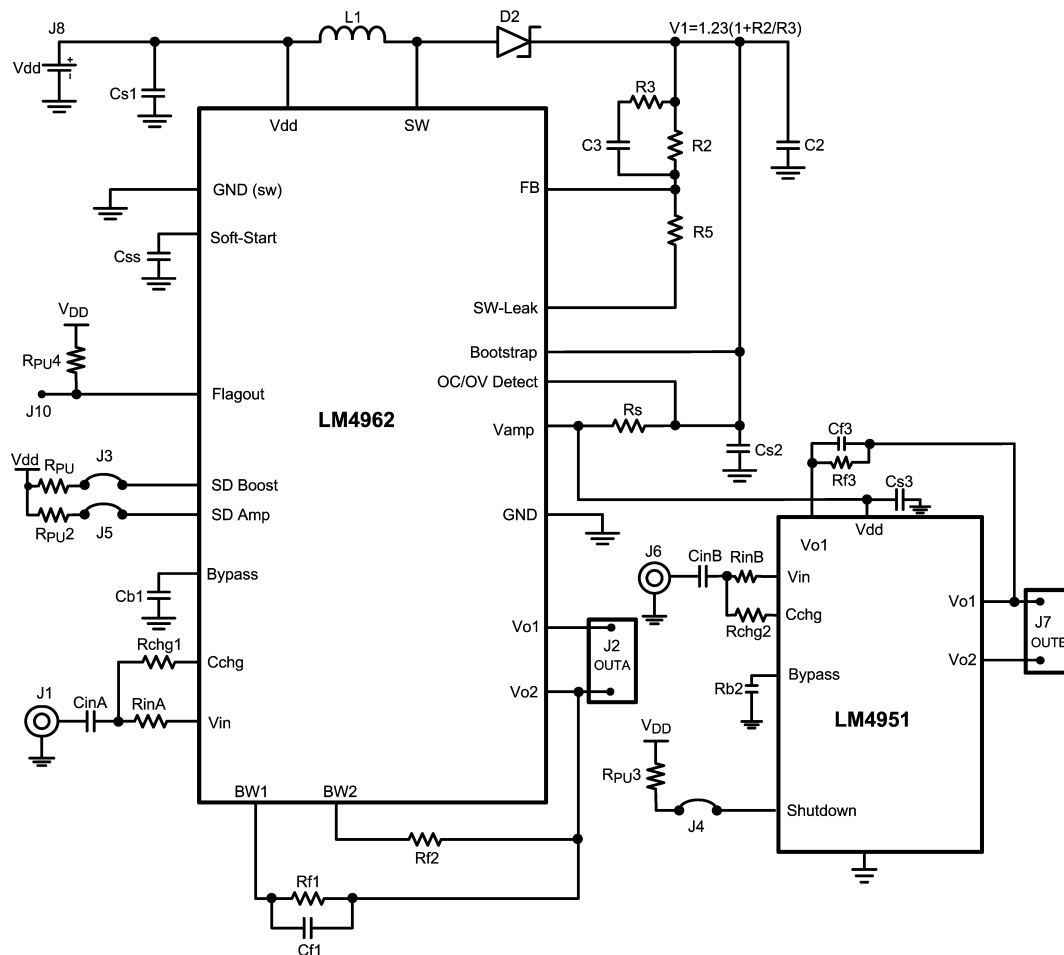 J8
L1
D2
V1=1.23(1+R2/R3)
Vdd
+
-
Cs1
R3
Vdd
SW
C3
R2
C2
GND (sw)
FB
Soft-Start
R5
Css
VDD
SW-Leak
RPU4
Bootstrap
OC/OV Detect
J10
Flagout
LM4962
Rs
Vamp
Cf3
Cs2
Vdd
RPU
J3
Rf3
Cs3
SD Boost
RPU2
J5
SD Amp
GND
Vdd
Vo1
J6
CinB
RinB
Vin
Bypass
Cb1
Rchg2
Cchg
Vo1
J7
OUTE
Rchg1
Vo1
J2
OUTA
Vo2
Cchg
Bypass
Rb2
J1
CinA
RinA
Vin
Vo2
LM4951
VDD
RPU3
BW1
BW2
Shutdown
J4
Rf2
Rf1
Cf1